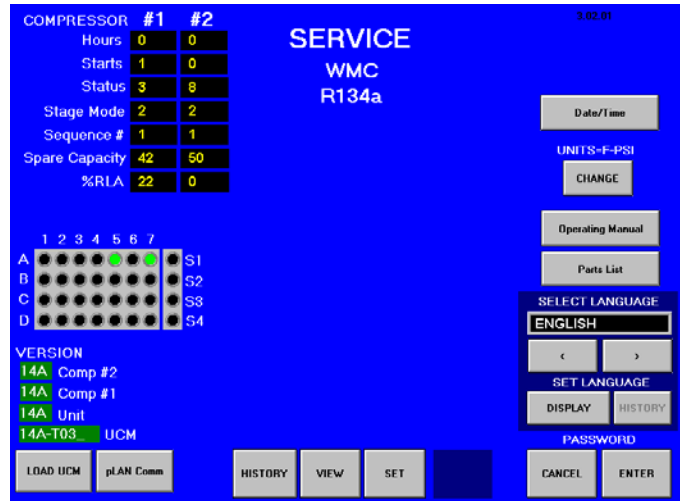 COMPRESSOR #1 #2
Hours 0 0
Starts 1 0
Status 3 8
Stage Mode 2 2
Sequence # 1 1
Spare Capacity 42 50
%RLA 22 0
SERVICE
WMC
R134a
3.02.01
Date/Time
UNITS=F-PSI
CHANGE
Operating Manual
Parts List
1 2 3 4 5 6 7
A S1
B S2
C S3
D S4
SELECT LANGUAGE
ENGLISH
< >
SET LANGUAGE
DISPLAY HISTORY
VERSION
14A Comp #2
14A Comp #1
14A Unit
14A-T03_ UCM
PASSWORD
LOAD UCM pLAN Comm HISTORY VIEW SET CANCEL ENTER